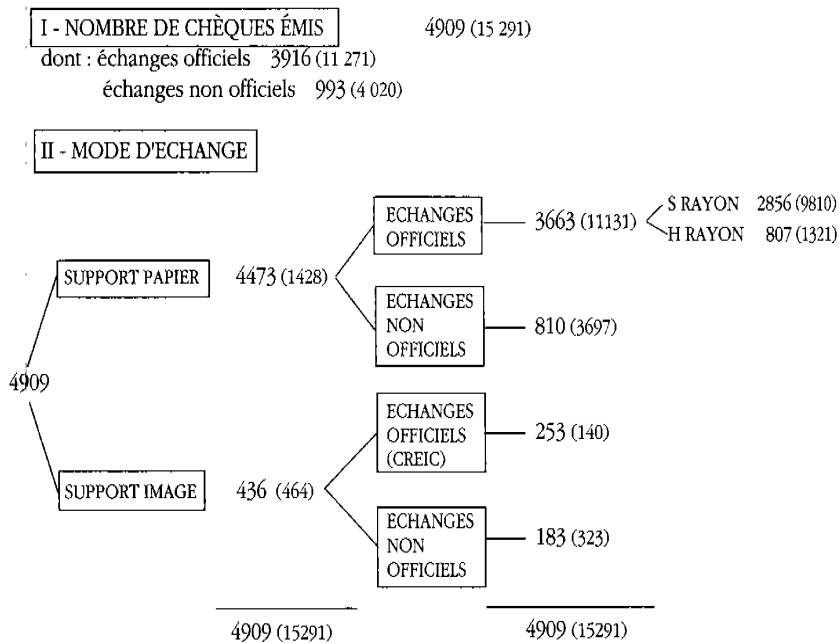 I - NOMBRE DE CHÈQUES ÉMIS 4909 (15 291)
dont : échanges officiels 3916 (11 271)
échanges non officiels 993 (4 020)
II - MODE D'ECHANGE
ECHANGES
OFFICIELS
3663 (11131)
S RAYON 2856 (9810)
H RAYON 807 (1321)
SUPPORT PAPIER 4473 (1428)
ECHANGES
NON
OFFICIELS
810 (3697)
4909
ECHANGES
OFFICIELS
(CREIC)
253 (140)
SUPPORT IMAGE 436 (464)
ECHANGES
NON
OFFICIELS
183 (323)
4909 (15291) 4909 (15291)